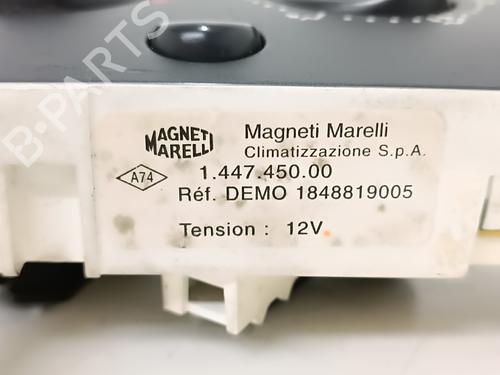 MAGNETI
MARELLI
Magneti Marelli
Climatizzazione S.p.A.
A74
1.447.450.00
Réf. DEMO 1848819005
Tension : 12V
B-PARTS